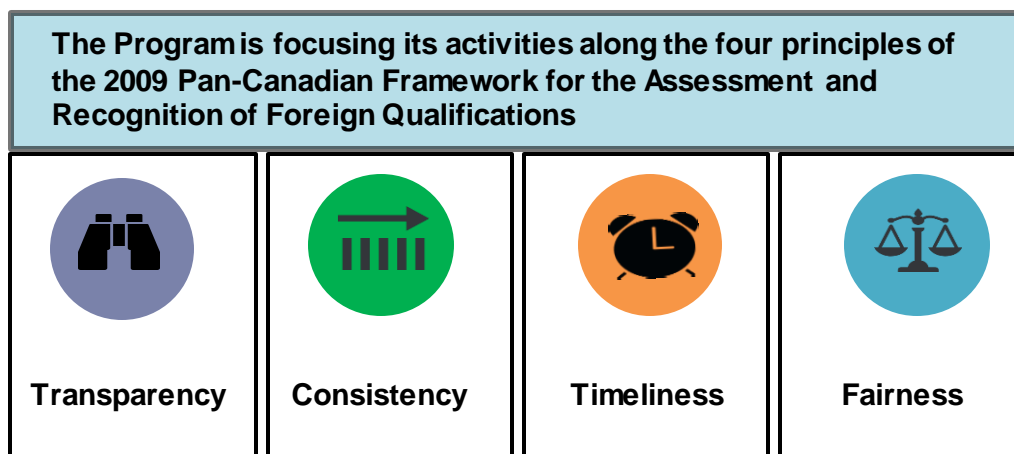 The Program is focusing its activities along the four principles of
the 2009 Pan-Canadian Framework for the Assessment and
Recognition of Foreign Qualifications
Transparency
Consistency
Timeliness
Fairness